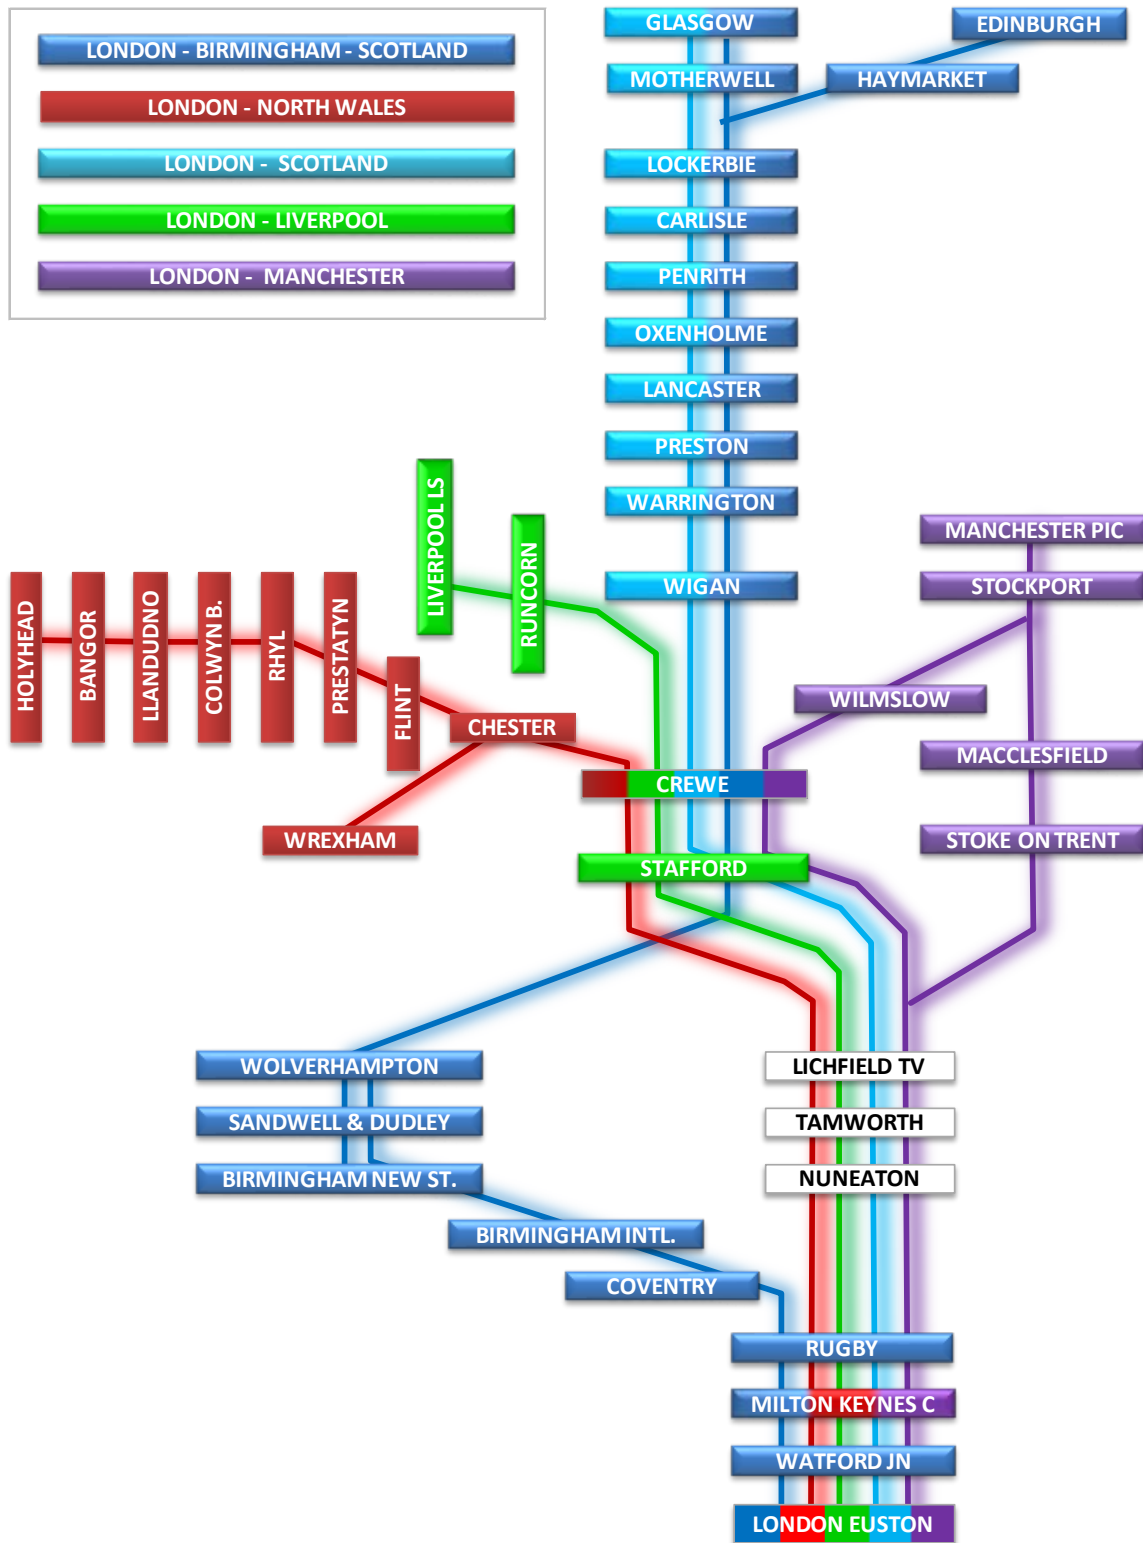 LONDON - BIRMINGHAM - SCOTLAND
LONDON - NORTH WALES
LONDON - SCOTLAND
LONDON - LIVERPOOL
LONDON - MANCHESTER
GLASGOW
EDINBURGH
MOTHERWELL
HAYMARKET
LOCKERBIE
CARLISLE
PENRITH
OXENHOLME
LANCASTER
PRESTON
WARRINGTON
WIGAN
LIVERPOOL LS
RUNCORN
MANCHESTER PIC
STOCKPORT
WILMSLOW
MACCLESFIELD
STOKE ON TRENT
HOLYHEAD
BANGOR
LLANDUDNO
COLWYN B.
RHYL
PRESTATYN
FLINT
CHESTER
WREXHAM
CREWE
STAFFORD
WOLVERHAMPTON
SANDWELL & DUDLEY
BIRMINGHAM NEW ST.
BIRMINGHAM INTL.
COVENTRY
LICHFIELD TV
TAMWORTH
NUNEATON
RUGBY
MILTON KEYNES C
WATFORD JN
LONDON EUSTON